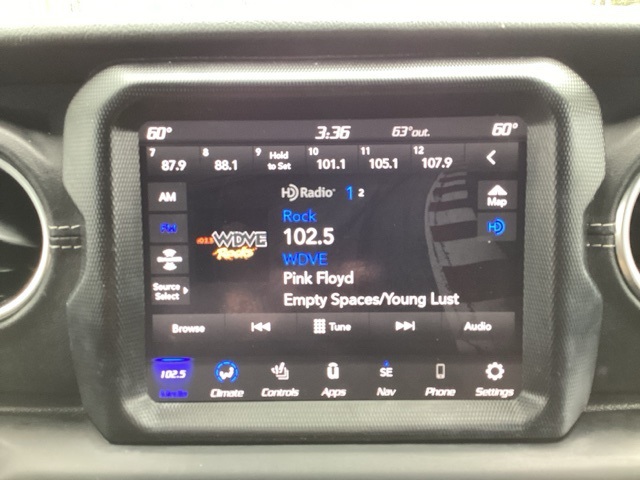 60° 3:36 63°out. 60°
7 87.9 8 88.1 9 Hold to Set 10 101.1 11 105.1 12 107.9
AM HD Radio 1 2 Map
Rock
FM 102.5 HD
102.5 WDVE Rocks WDVE
Pink Floyd
Source Select Empty Spaces/Young Lust
Browse Tune Audio
102.5 SE
Climate Controls Apps Nav Phone Settings